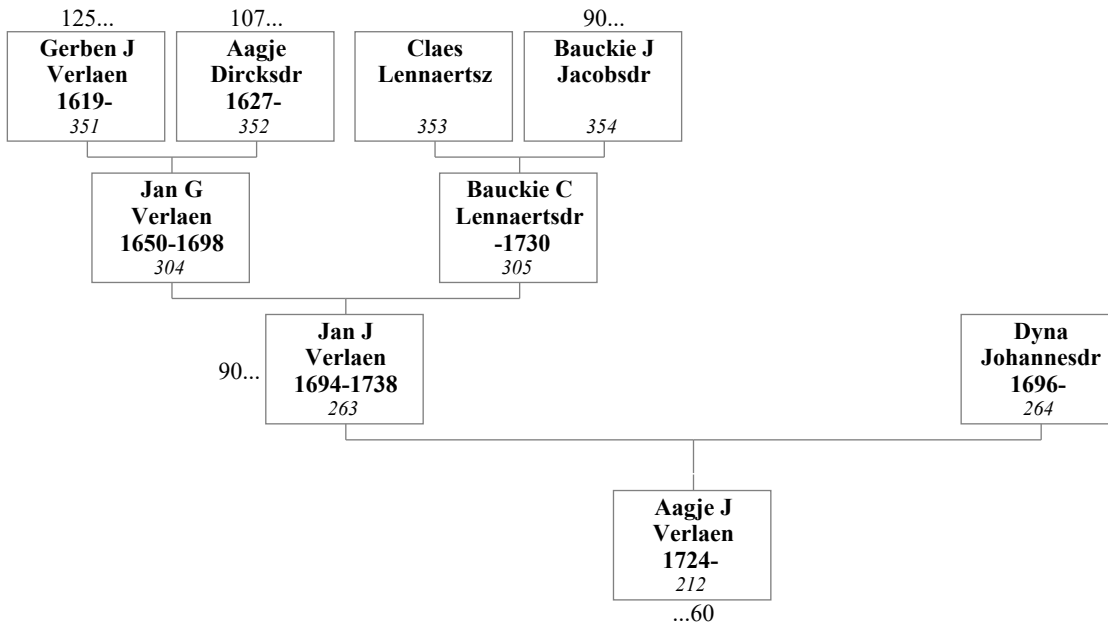 125...
107...
90...
Gerben J
Verlaen
1619-
351
Aagje
Dircksdr
1627-
352
Claes
Lennaertsz
353
Bauckie J
Jacobsdr
354
Jan G
Verlaen
1650-1698
304
Bauckie C
Lennaertsdr
-1730
305
90...
Jan J
Verlaen
1694-1738
263
Dyna
Johannesdr
1696-
264
Aagje J
Verlaen
1724-
212
...60